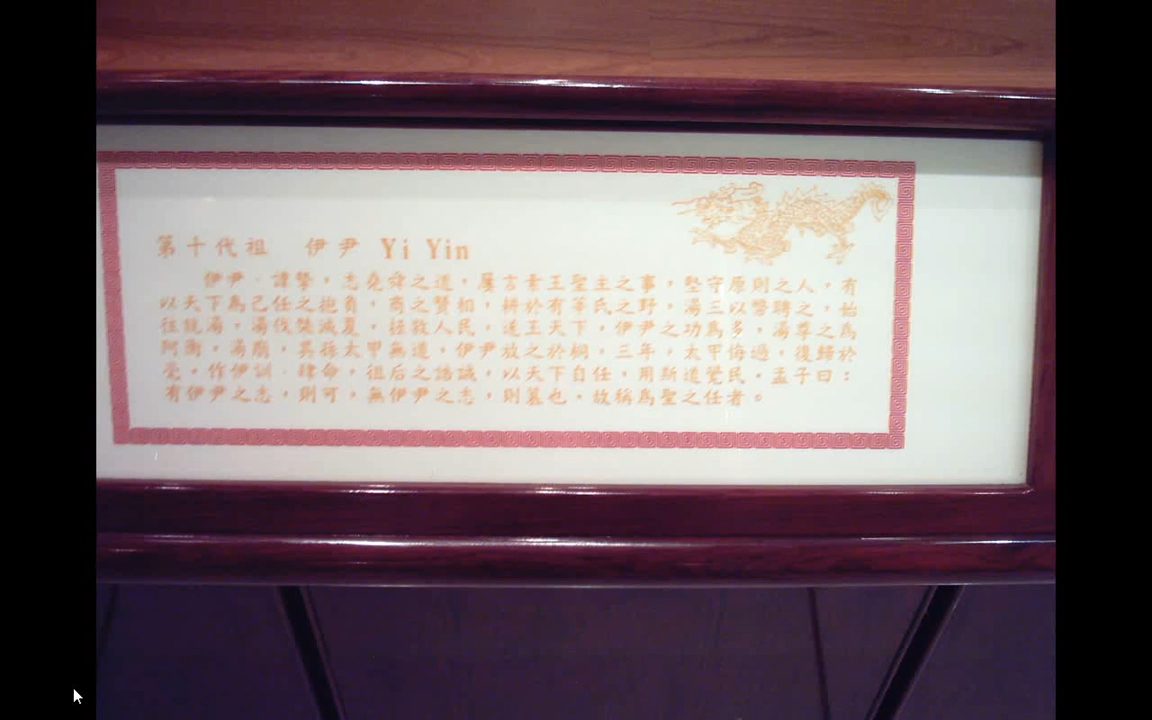 第十代祖 伊尹 Yi Yin
伊尹，諱摯，志堯舜之道，屢言素王聖主之事，堅守原則之人，有
以天下為己任之抱負，商之賢相，耕於有莘氏之野，湯三以幣聘之，始
往就湯，湯伐桀滅夏，拯救人民，遂王天下，伊尹之功為多，湯尊之為
阿衡，湯崩，其孫太甲無道，伊尹放之於桐，三年，太甲悔過，復歸於
亳，作伊訓，肆命，祖后之誥誡，以天下自任，用斯道覺民，孟子曰：
有伊尹之志，則可，無伊尹之志，則篡也，故稱為聖之任者。